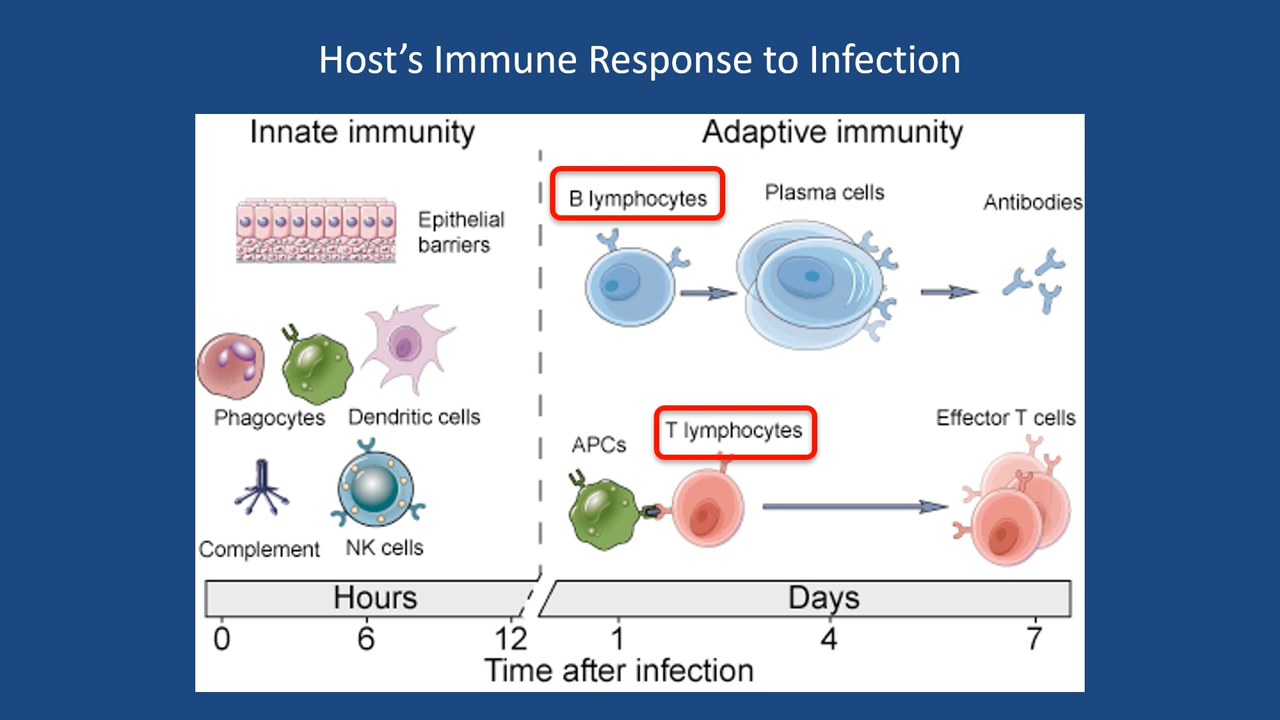 Host’s Immune Response to Infection
Innate immunity
Adaptive immunity
Epithelial
barriers
B lymphocytes
Plasma cells
Antibodies
Phagocytes
Dendritic cells
APCs
T lymphocytes
Effector T cells
Complement
NK cells
Hours
Days
0
6
12
1
4
7
Time after infection